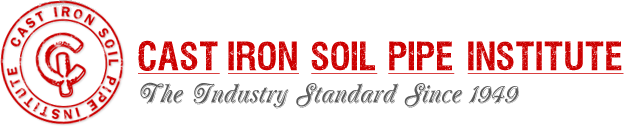 CAST IRON SOIL PIPE INSTITUTE
C
CAST IRON SOIL PIPE INSTITUTE
The Industry Standard Since 1949